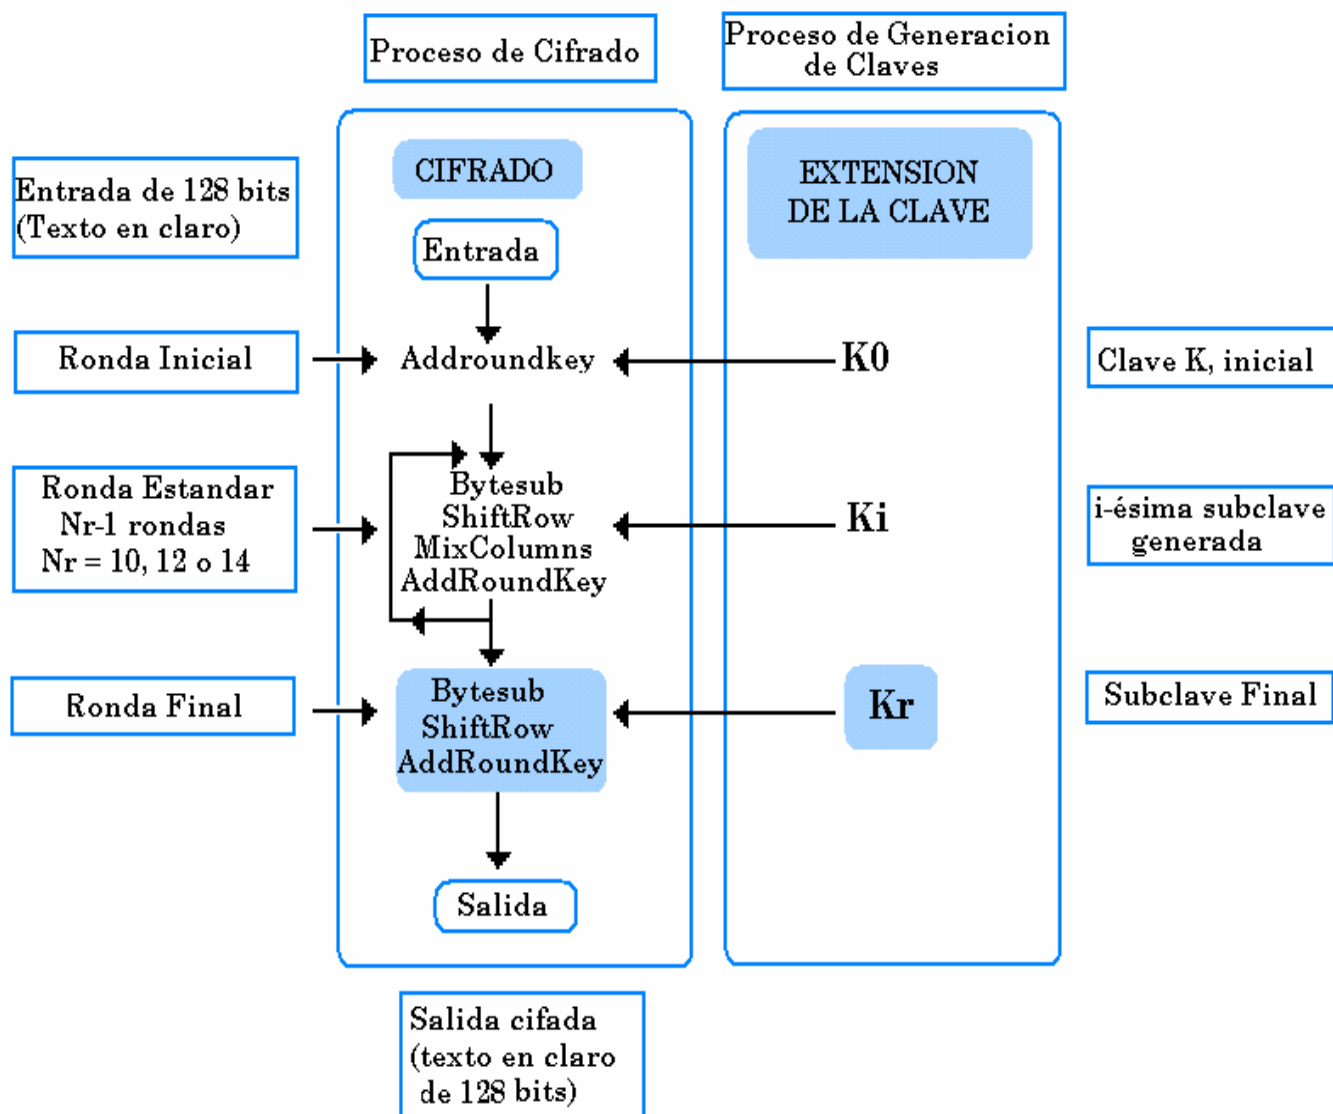 Proceso de Cifrado
Proceso de Generacion
de Claves
CIFRADO
EXTENSION
DE LA CLAVE
Entrada de 128 bits
(Texto en claro)
Entrada
Ronda Inicial
Addroundkey
K0
Clave K, inicial
Ronda Estandar
Nr-1 rondas
Nr = 10, 12 o 14
Bytesub
ShiftRow
MixColumns
AddRoundKey
Ki
i-ésima subclave
generada
Ronda Final
Bytesub
ShiftRow
AddRoundKey
Kr
Subclave Final
Salida
Salida cifada
(texto en claro
de 128 bits)